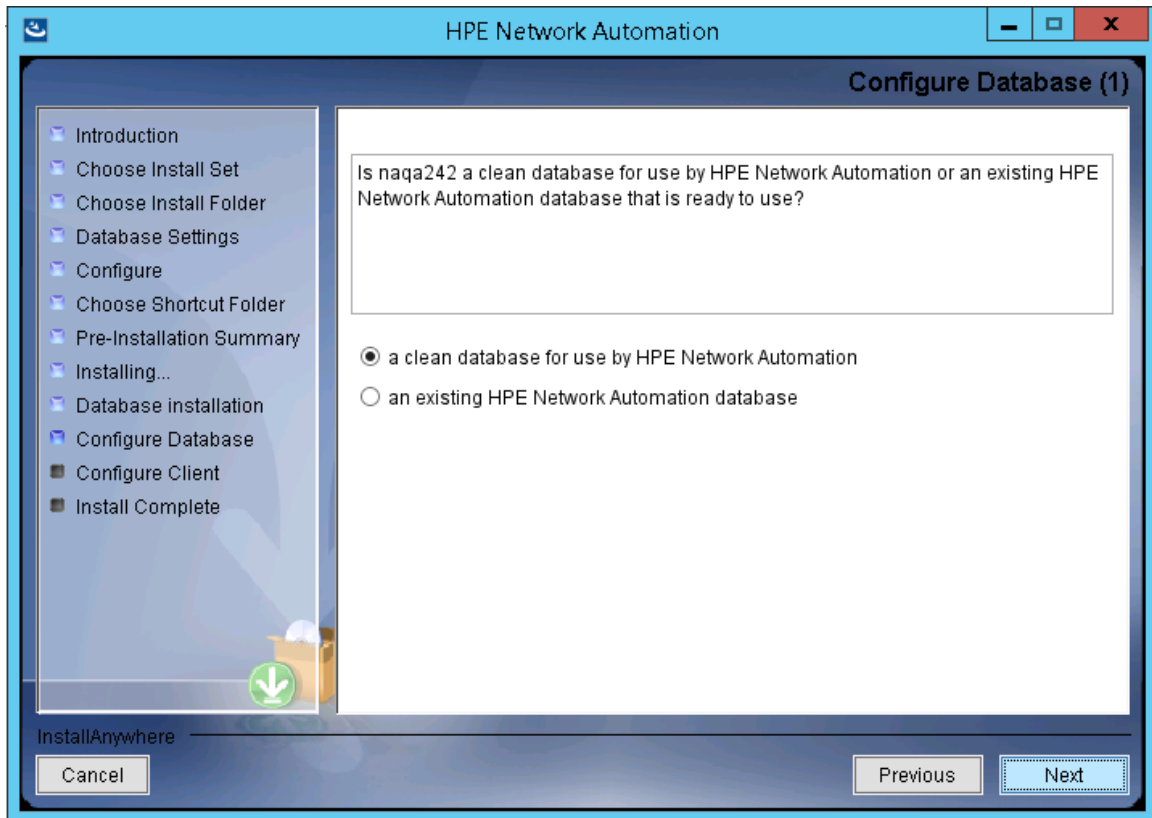 HPE Network Automation
Configure Database (1)
Introduction
Choose Install Set
Choose Install Folder
Database Settings
Configure
Choose Shortcut Folder
Pre-Installation Summary
Installing...
Database installation
Configure Database
Configure Client
Install Complete
Is naqa242 a clean database for use by HPE Network Automation or an existing HPE
Network Automation database that is ready to use?
a clean database for use by HPE Network Automation
an existing HPE Network Automation database
InstallAnywhere
Cancel
Previous
Next